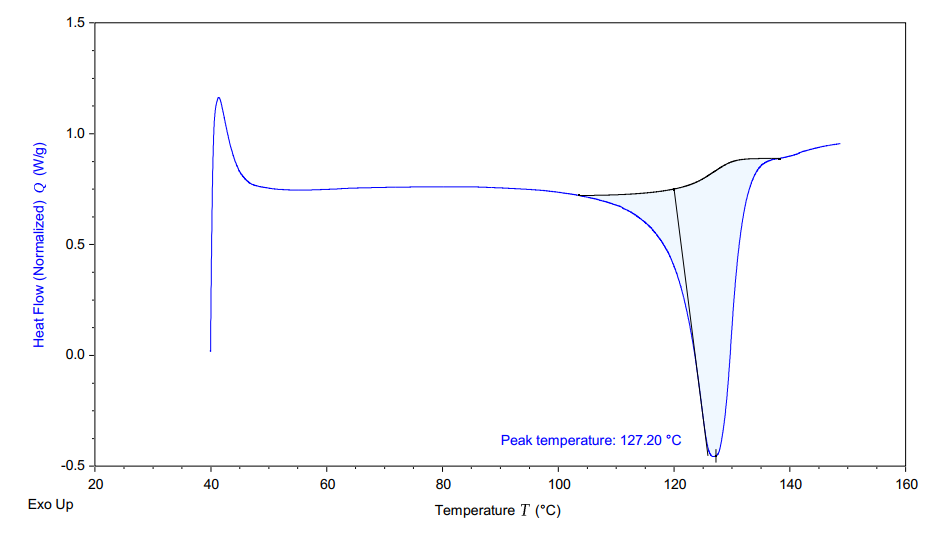 1.5
1.0
0.5
0.0
-0.5
Heat Flow (Normalized) Q (W/g)
Peak temperature: 127.20 °C
20 40 60 80 100 120 140 160
Exo Up
Temperature T (°C)